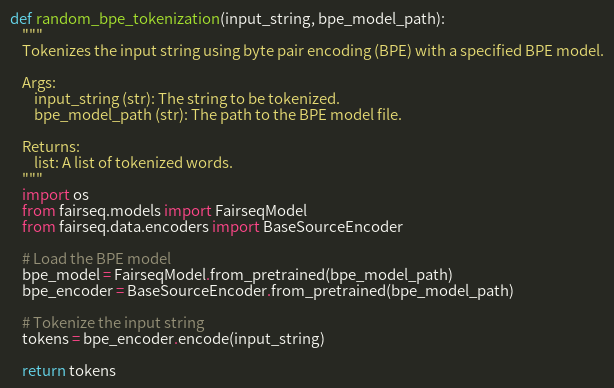 def random_bpe_tokenization(input_string, bpe_model_path):
"""
Tokenizes the input string using byte pair encoding (BPE) with a specified BPE model.
Args:
input_string (str): The string to be tokenized.
bpe_model_path (str): The path to the BPE model file.
Returns:
list: A list of tokenized words.
"""
import os
from fairseq.models import FairseqModel
from fairseq.data.encoders import BaseSourceEncoder
# Load the BPE model
bpe_model = FairseqModel.from_pretrained(bpe_model_path)
bpe_encoder = BaseSourceEncoder.from_pretrained(bpe_model_path)
# Tokenize the input string
tokens = bpe_encoder.encode(input_string)
return tokens